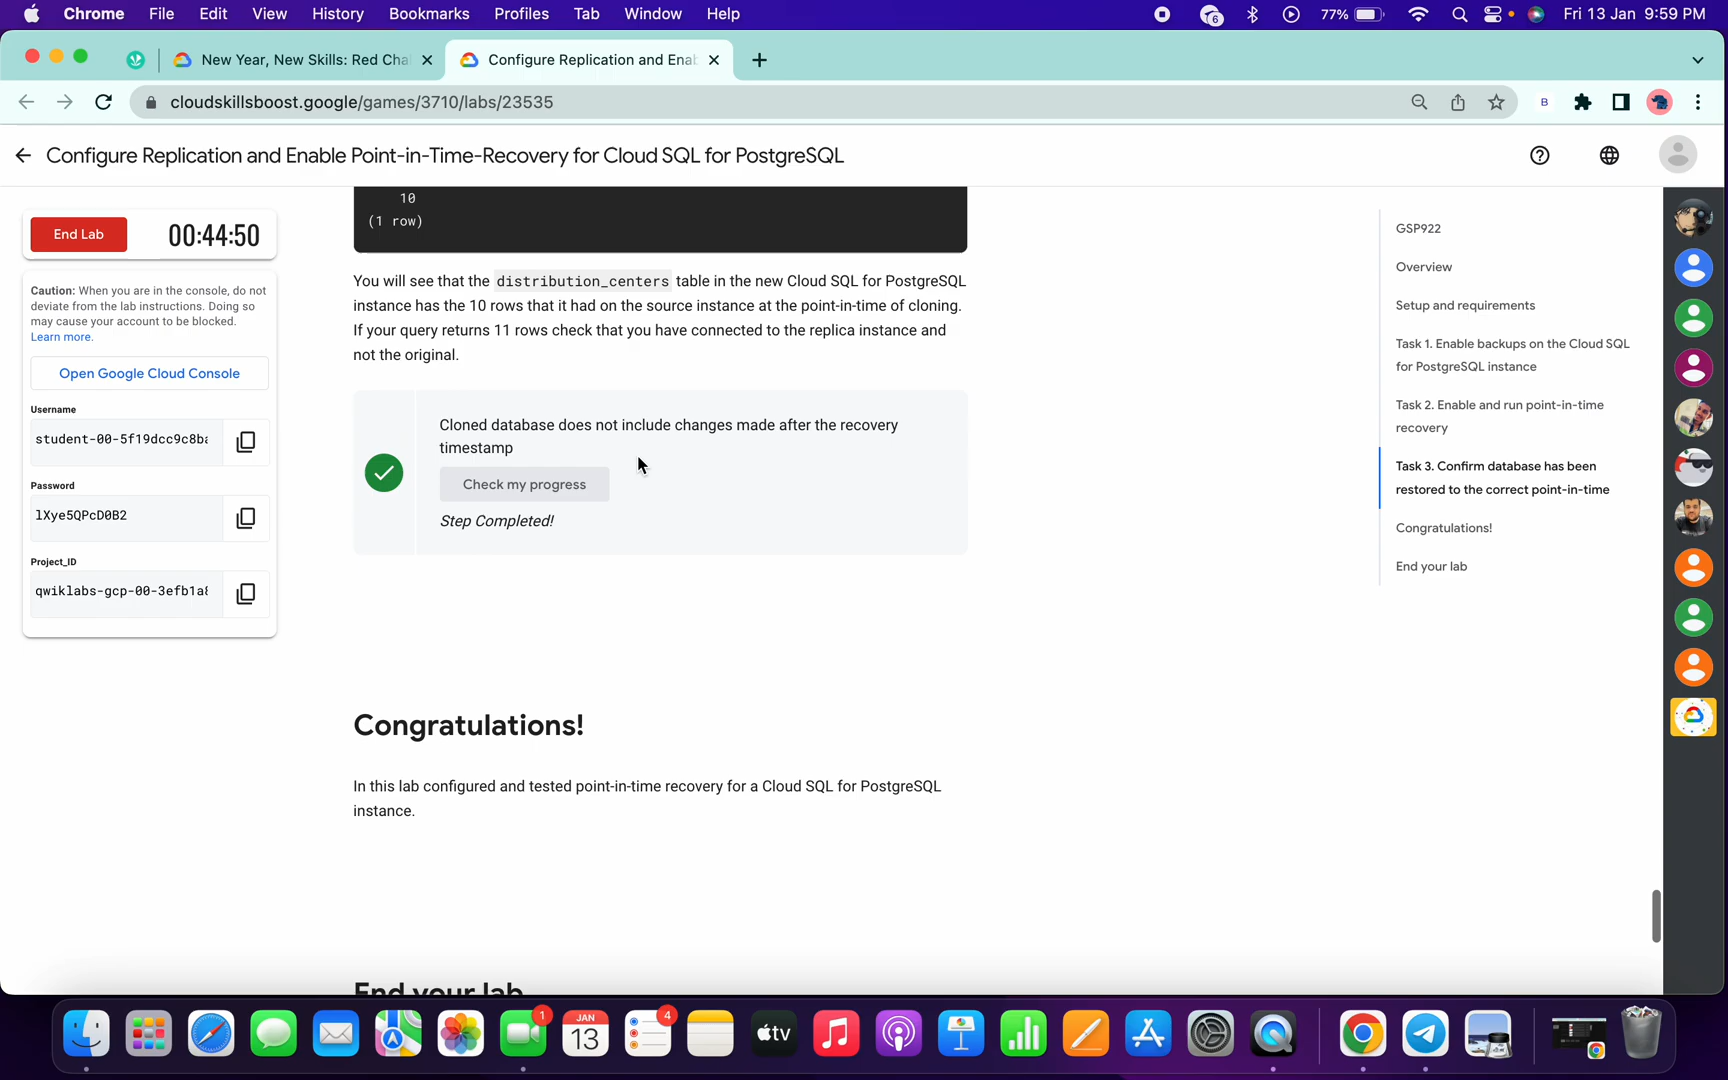 Chrome File Edit View History Bookmarks Profiles Tab Window Help 6 77% Fri 13 Jan 9:59 PM
New Year, New Skills: Red Cha
Configure Replication and Enab
cloudskillsboost.google/games/3710/labs/23535
B
Configure Replication and Enable Point-in-Time-Recovery for Cloud SQL for PostgreSQL
End Lab
00:44:50
Caution: When you are in the console, do not
deviate from the lab instructions. Doing so
may cause your account to be blocked.
Learn more.
Open Google Cloud Console
Username
student-00-5f19dcc9c8ba
Password
lXye5QPcD0B2
Project_ID
qwiklabs-gcp-00-3efb1a8
10
(1 row)
You will see that the distribution_centers table in the new Cloud SQL for PostgreSQL
instance has the 10 rows that it had on the source instance at the point-in-time of cloning.
If your query returns 11 rows check that you have connected to the replica instance and
not the original.
Cloned database does not include changes made after the recovery
timestamp
Check my progress
Step Completed!
Congratulations!
In this lab configured and tested point-in-time recovery for a Cloud SQL for PostgreSQL
instance.
End your lab
GSP922
Overview
Setup and requirements
Task 1. Enable backups on the Cloud SQL
for PostgreSQL instance
Task 2. Enable and run point-in-time
recovery
Task 3. Confirm database has been
restored to the correct point-in-time
Congratulations!
End your lab
1
JAN
13
4
tv